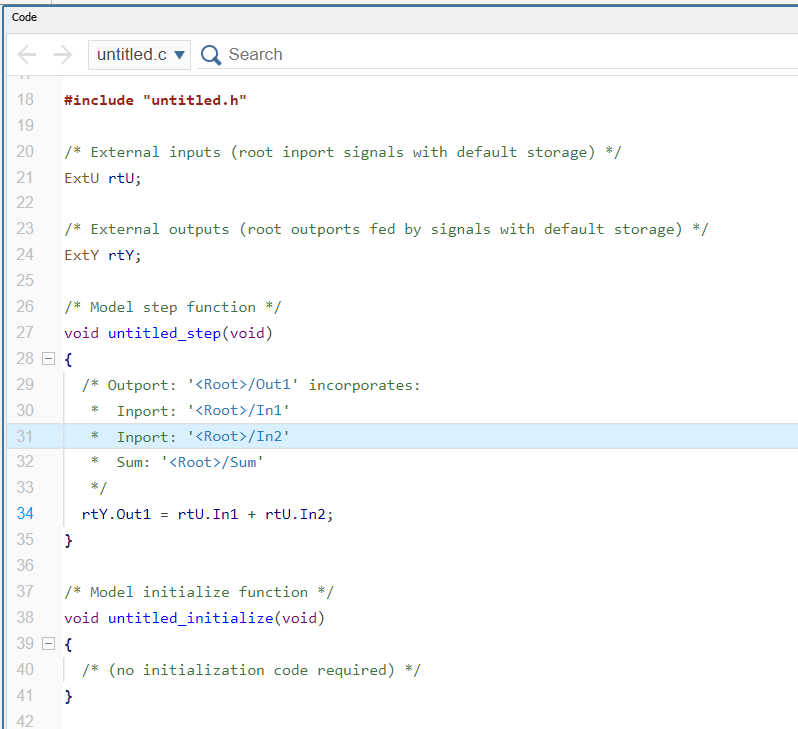 Code
untitled.c Search
17
18 #include "untitled.h"
19
20 /* External inputs (root inport signals with default storage) */
21 ExtU rtU;
22
23 /* External outputs (root outports fed by signals with default storage) */
24 ExtY rtY;
25
26 /* Model step function */
27 void untitled_step(void)
28 {
29 /* Outport: '<Root>/Out1' incorporates:
30 *  Inport: '<Root>/In1'
31 *  Inport: '<Root>/In2'
32 *  Sum: '<Root>/Sum'
33 */
34 rtY.Out1 = rtU.In1 + rtU.In2;
35 }
36
37 /* Model initialize function */
38 void untitled_initialize(void)
39 {
40 /* (no initialization code required) */
41 }
42